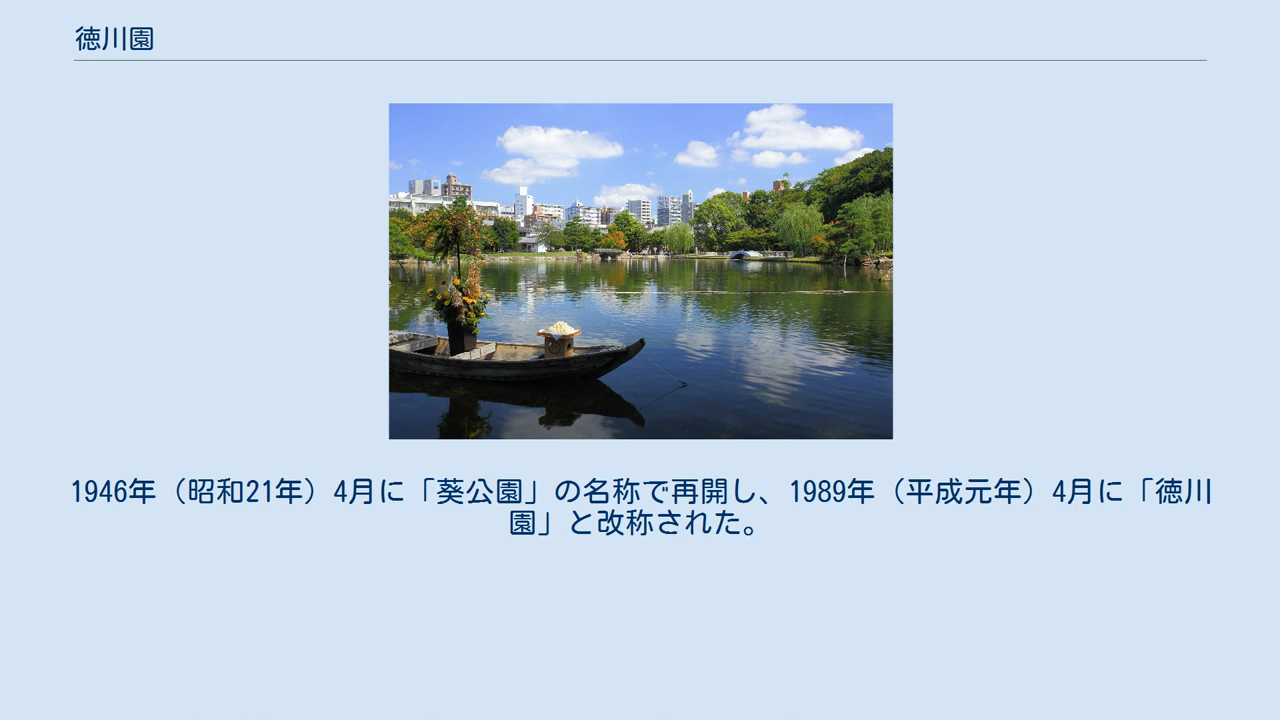 徳川園
1946年（昭和21年）4月に「葵公園」の名称で再開し、1989年（平成元年）4月に「徳川
園」と改称された。